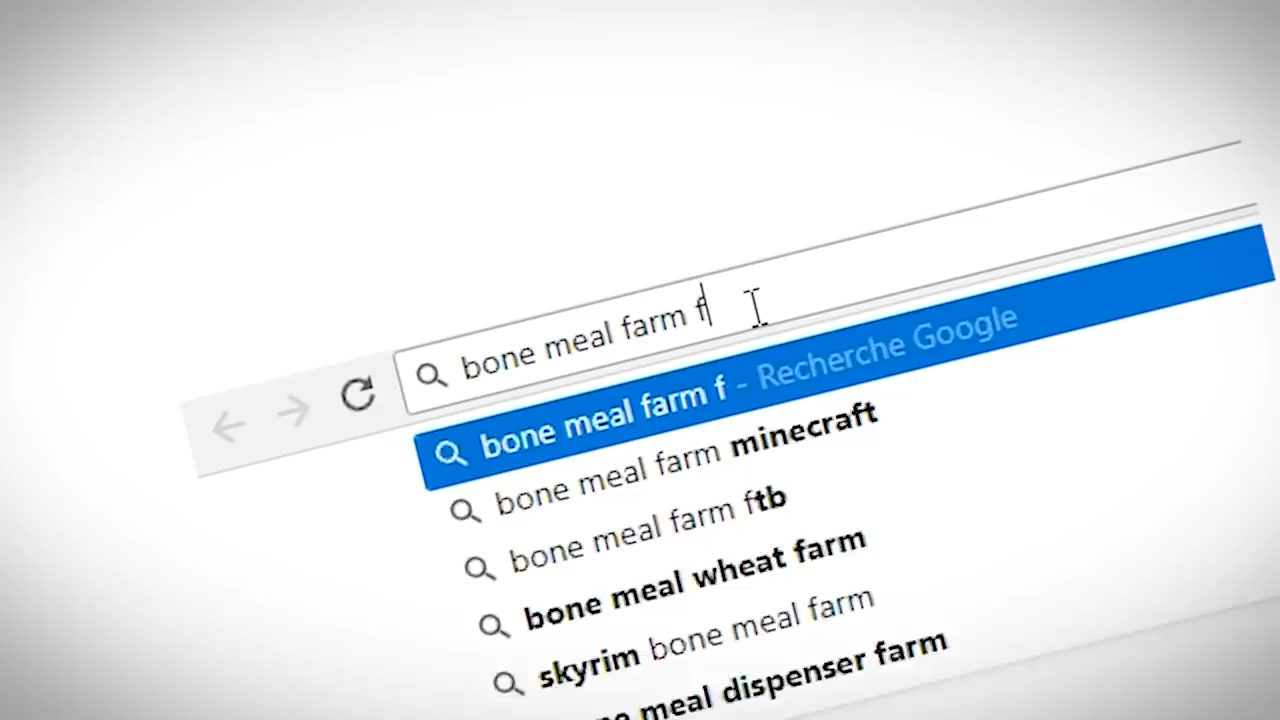 bone meal farm f
bone meal farm f - Recherche Google
bone meal farm minecraft
bone meal farm ftb
bone meal wheat farm
skyrim bone meal farm
meal dispenser farm